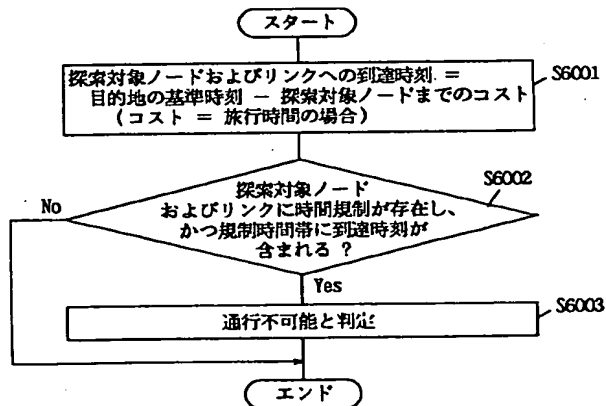 スタート
探索対象ノードおよびリンクへの到達時刻 =
目的地の基準時刻 − 探索対象ノードまでのコスト
(コスト = 旅行時間の場合)
S6001
S6002
探索対象ノード
およびリンクに時間規制が存在し、
かつ規制時間帯に到達時刻が
含まれる ?
No
Yes
通行不可能と判定
S6003
エンド